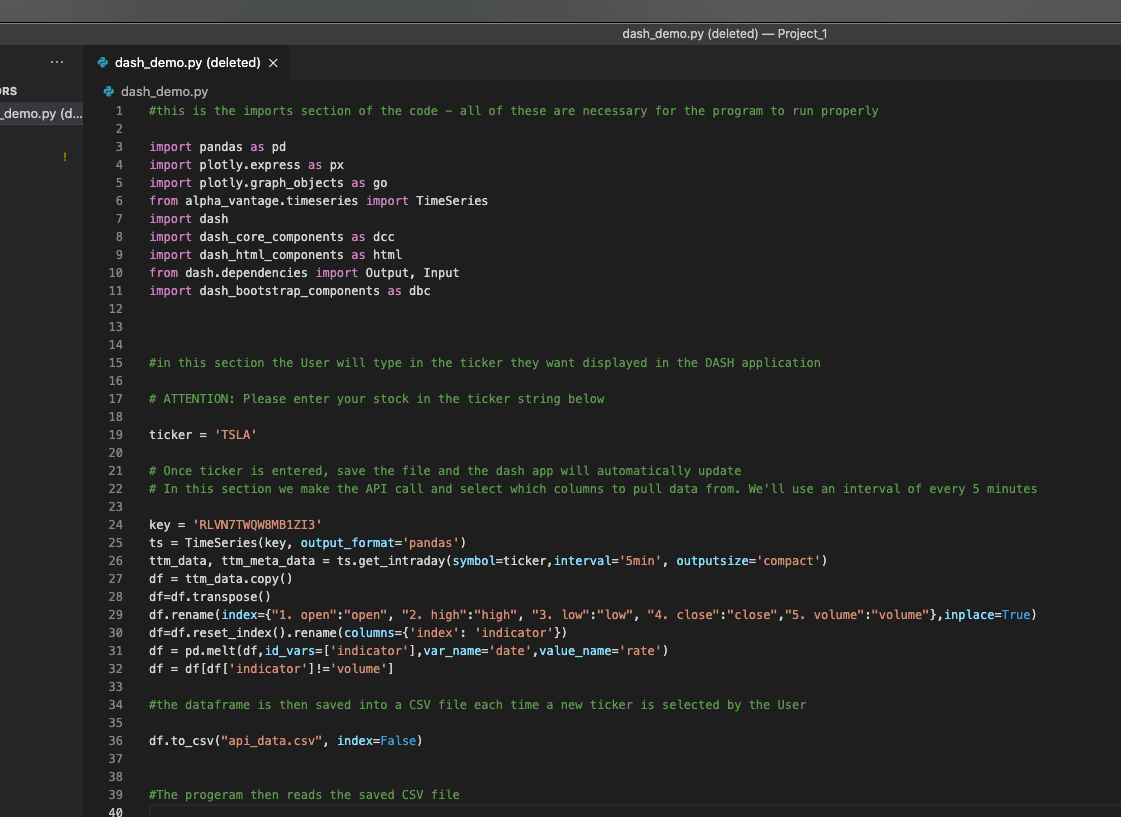 dash_demo.py (deleted) — Project_1
···
dash_demo.py (deleted) ×
ORS
dash_demo.py
_demo.py (d...
!
1 #this is the imports section of the code - all of these are necessary for the program to run properly
2
3 import pandas as pd
4 import plotly.express as px
5 import plotly.graph_objects as go
6 from alpha_vantage.timeseries import TimeSeries
7 import dash
8 import dash_core_components as dcc
9 import dash_html_components as html
10 from dash.dependencies import Output, Input
11 import dash_bootstrap_components as dbc
12
13
14
15 #in this section the User will type in the ticker they want displayed in the DASH application
16
17 # ATTENTION: Please enter your stock in the ticker string below
18
19 ticker = 'TSLA'
20
21 # Once ticker is entered, save the file and the dash app will automatically update
22 # In this section we make the API call and select which columns to pull data from. We'll use an interval of every 5 minutes
23
24 key = 'RLVN7TWQW8MB1ZI3'
25 ts = TimeSeries(key, output_format='pandas')
26 ttm_data, ttm_meta_data = ts.get_intraday(symbol=ticker,interval='5min', outputsize='compact')
27 df = ttm_data.copy()
28 df=df.transpose()
29 df.rename(index={"1. open":"open", "2. high":"high", "3. low":"low", "4. close":"close","5. volume":"volume"},inplace=True)
30 df=df.reset_index().rename(columns={'index': 'indicator'})
31 df = pd.melt(df,id_vars=['indicator'],var_name='date',value_name='rate')
32 df = df[df['indicator']!='volume']
33
34 #the dataframe is then saved into a CSV file each time a new ticker is selected by the User
35
36 df.to_csv("api_data.csv", index=False)
37
38
39 #The progeram then reads the saved CSV file
40